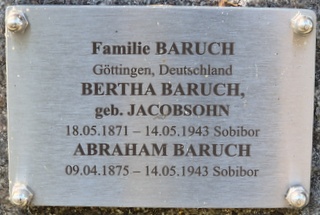 Familie BARUCH
Göttingen, Deutschland
BERTHA BARUCH,
geb. JACOBSOHN
18.05.1871 – 14.05.1943 Sobibor
ABRAHAM BARUCH
09.04.1875 – 14.05.1943 Sobibor